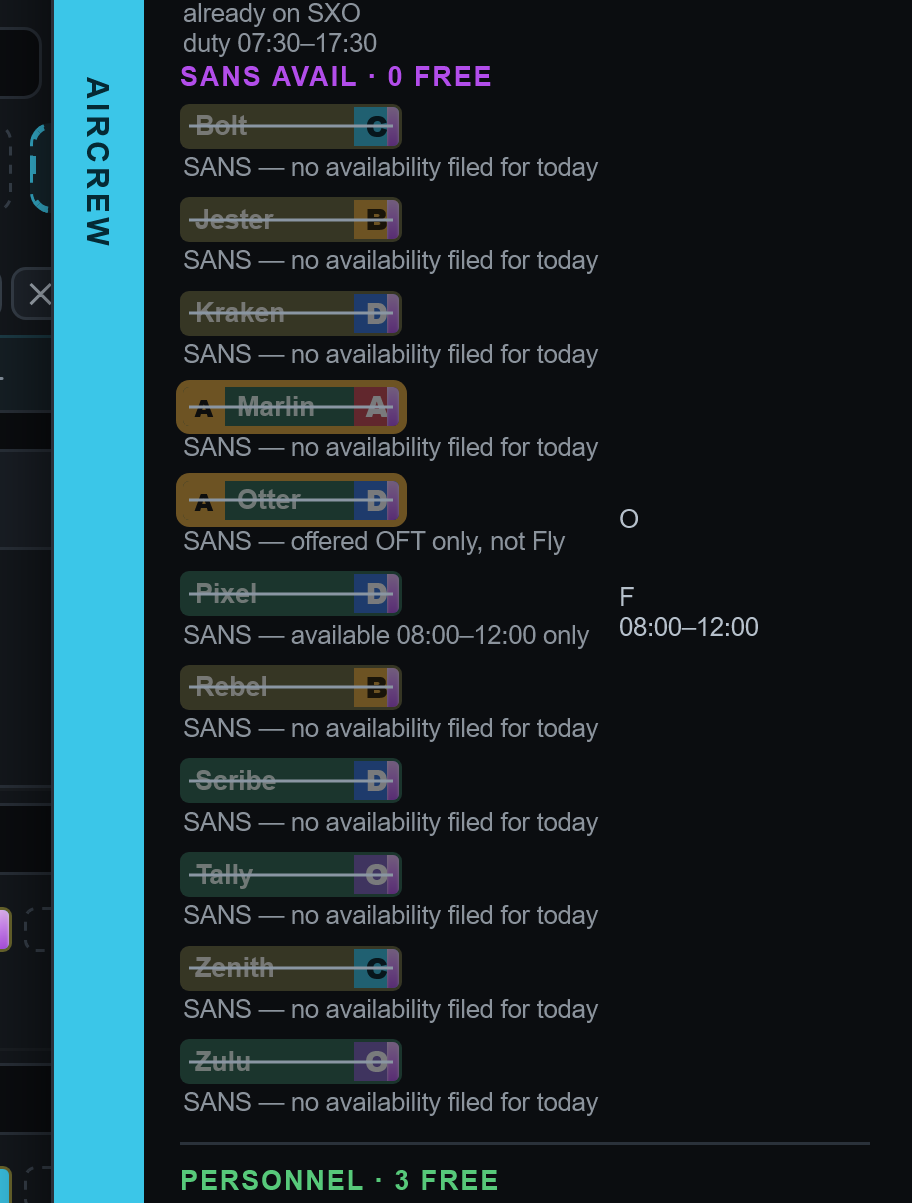 AIRCREW
already on SXO
duty 07:30–17:30
SANS AVAIL · 0 FREE
Bolt C
SANS — no availability filed for today
Jester B
SANS — no availability filed for today
Kraken D
SANS — no availability filed for today
A Marlin A
SANS — no availability filed for today
A Otter D
SANS — offered OFT only, not Fly
O
Pixel D
SANS — available 08:00–12:00 only
F
08:00–12:00
Rebel B
SANS — no availability filed for today
Scribe D
SANS — no availability filed for today
Tally O
SANS — no availability filed for today
Zenith C
SANS — no availability filed for today
Zulu O
SANS — no availability filed for today
PERSONNEL · 3 FREE